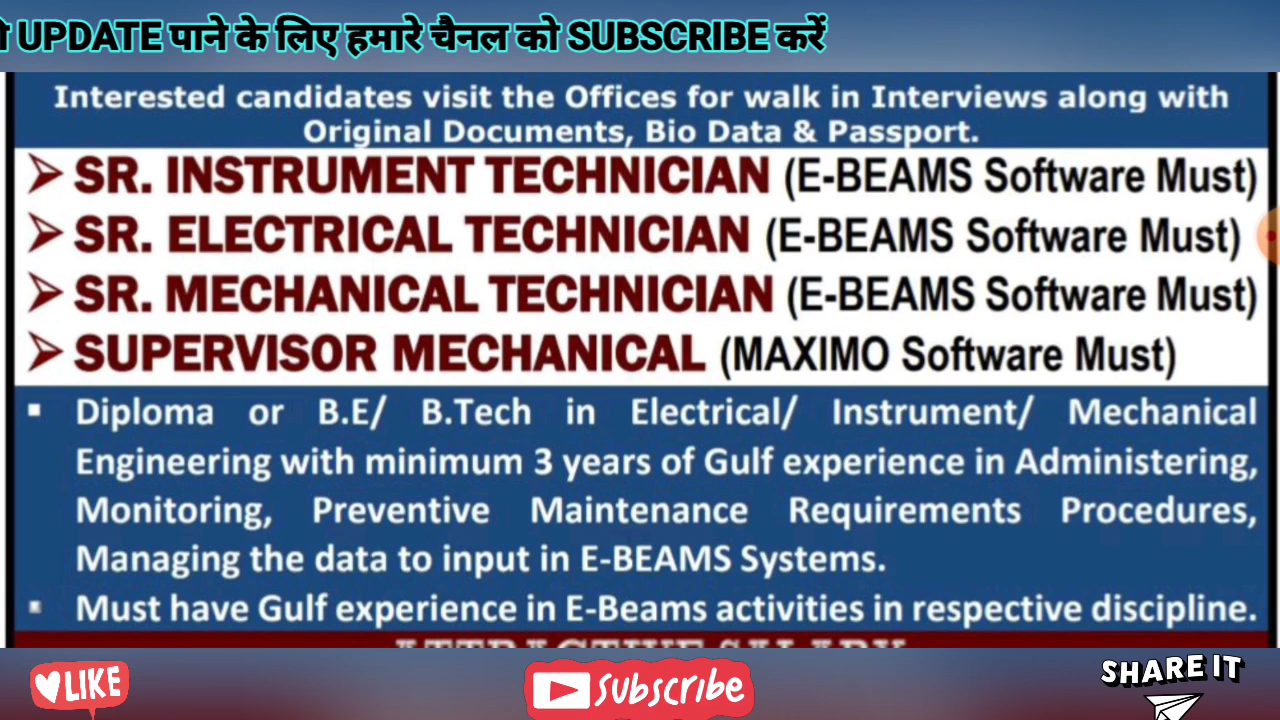 UPDATE पाने के लिए हमारे चैनल को SUBSCRIBE करें
Interested candidates visit the Offices for walk in Interviews along with
Original Documents, Bio Data & Passport.
SR. INSTRUMENT TECHNICIAN (E-BEAMS Software Must)
SR. ELECTRICAL TECHNICIAN (E-BEAMS Software Must)
SR. MECHANICAL TECHNICIAN (E-BEAMS Software Must)
SUPERVISOR MECHANICAL (MAXIMO Software Must)
Diploma or B.E/ B.Tech in Electrical/ Instrument/ Mechanical
Engineering with minimum 3 years of Gulf experience in Administering,
Monitoring, Preventive Maintenance Requirements Procedures,
Managing the data to input in E-BEAMS Systems.
Must have Gulf experience in E-Beams activities in respective discipline.
LIKE
Subscribe
SHARE IT